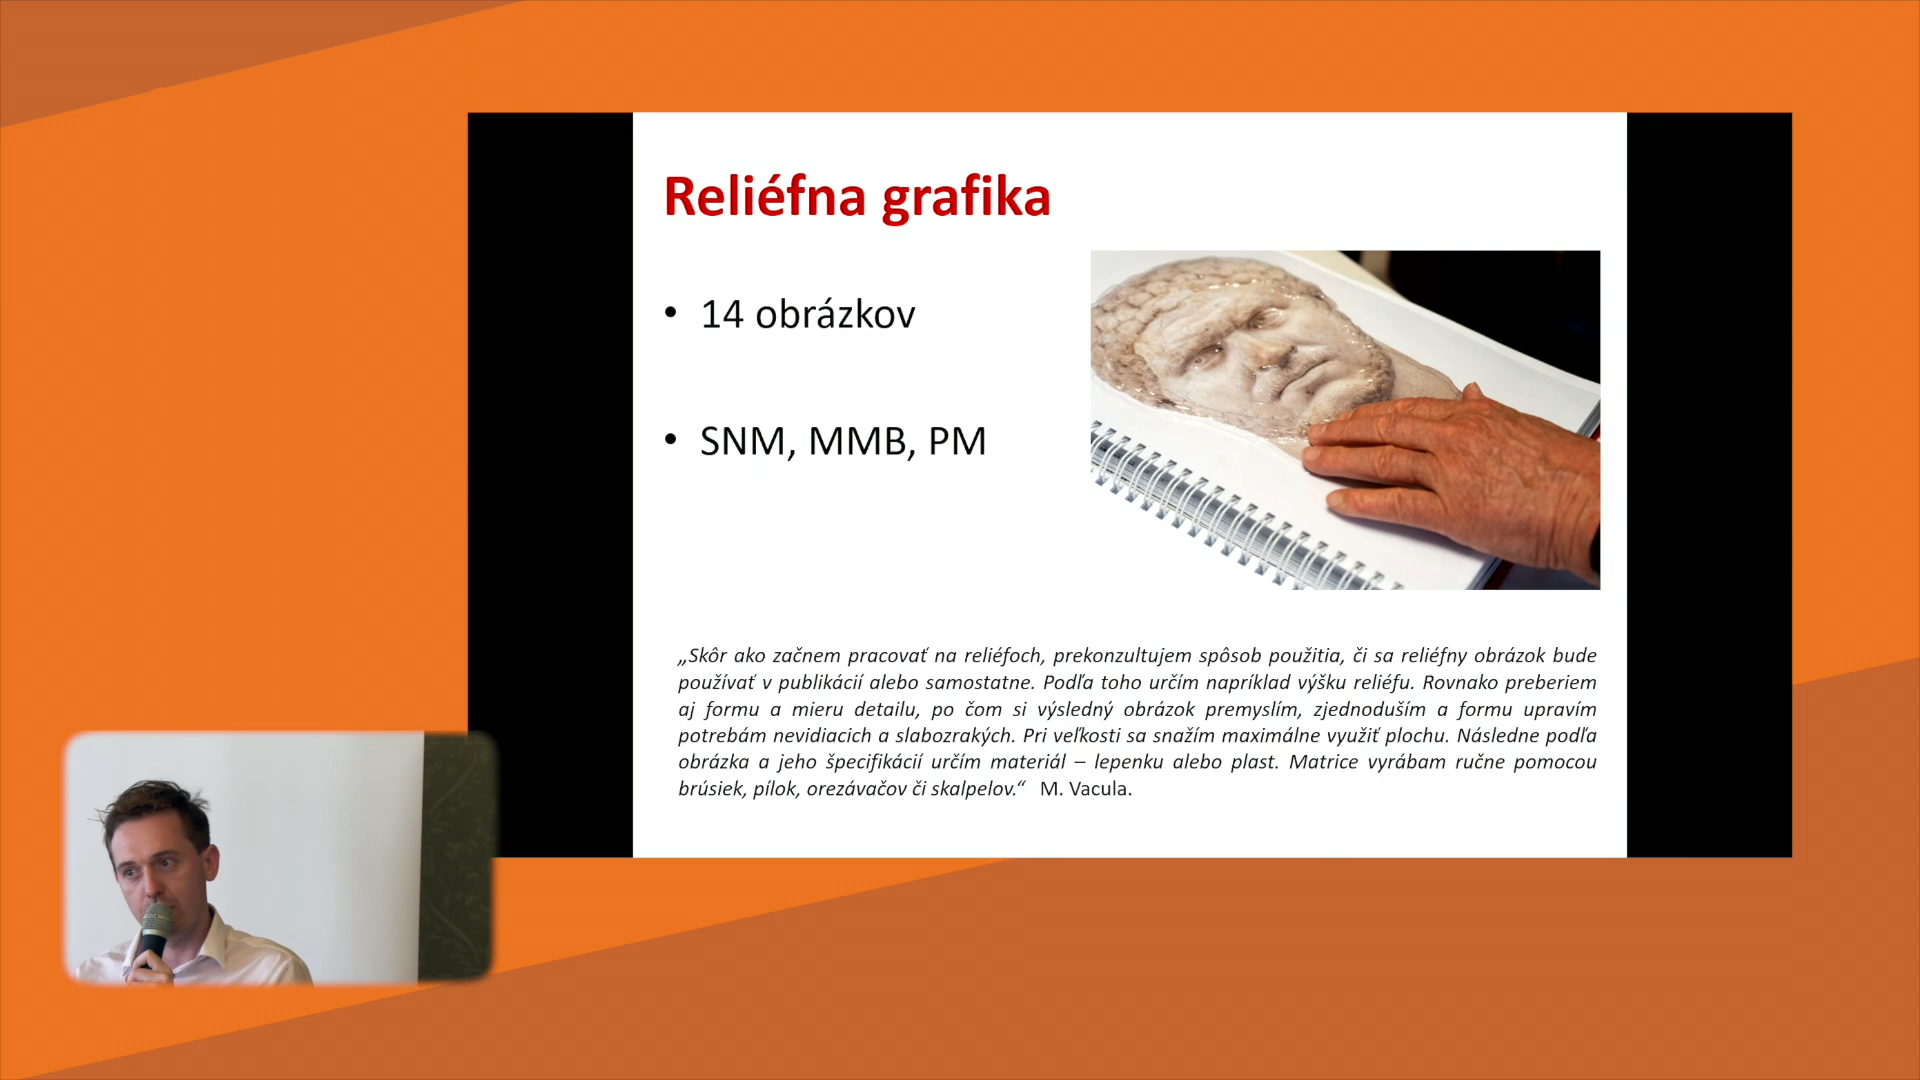 Reliéfna grafika
• 14 obrázkov
• SNM, MMB, PM
„Skôr ako začnem pracovať na reliéfoch, prekonzultujem spôsob použitia, či sa reliéfny obrázok bude
používať v publikácií alebo samostatne. Podľa toho určím napríklad výšku reliéfu. Rovnako preberiem
aj formu a mieru detailu, po čom si výsledný obrázok premyslím, zjednoduším a formu upravím
potrebám nevidiacich a slabozrakých. Pri veľkosti sa snažím maximálne využiť plochu. Následne podľa
obrázka a jeho špecifikácií určím materiál – lepenku alebo plast. Matrice vyrábam ručne pomocou
brúsiek, pílok, orezávačov či skalpelov.“ M. Vacula.